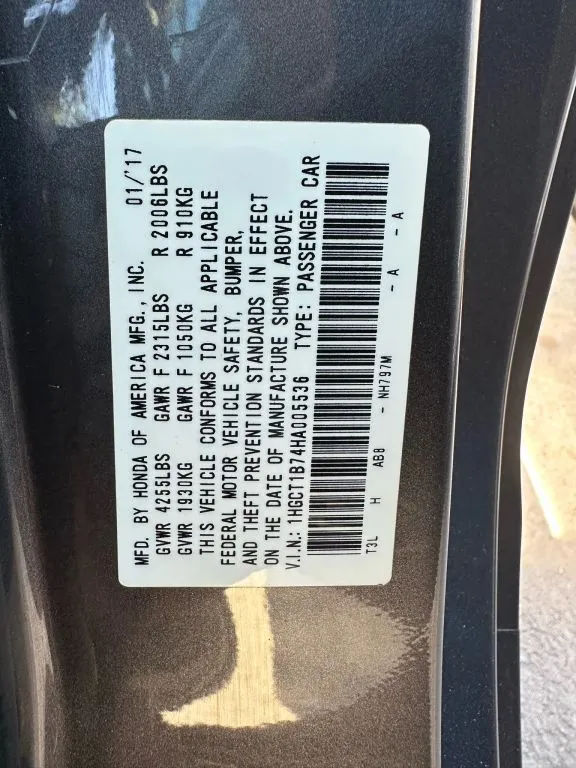 MFD. BY HONDA OF AMERICA MFG., INC. 01/'17
GVWR 4255LBS GAWR F 2315LBS R 2006LBS
GVWR 1930KG GAWR F 1050KG R 910KG
THIS VEHICLE CONFORMS TO ALL APPLICABLE
FEDERAL MOTOR VEHICLE SAFETY, BUMPER,
AND THEFT PREVENTION STANDARDS IN EFFECT
ON THE DATE OF MANUFACTURE SHOWN ABOVE.
V.I.N.: 1HGCT1B74HA005536 TYPE: PASSENGER CAR
T3L H AB8 - NH797M - A - A